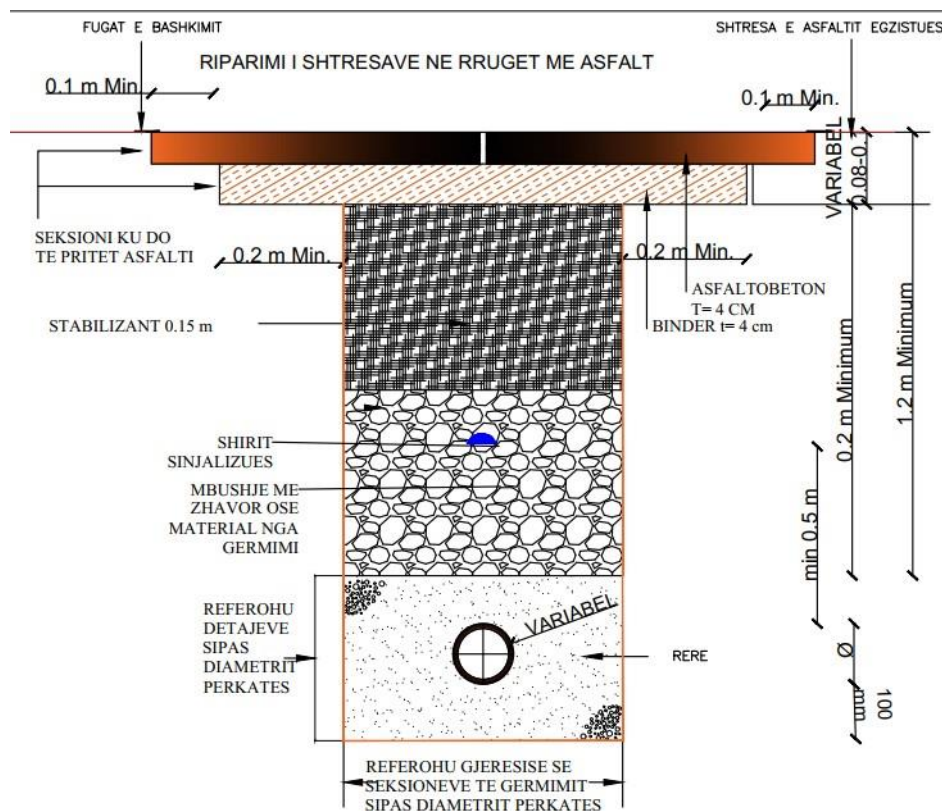 FUGAT E BASHKIMIT
SHTRESA E ASFALTIT EGZISTUES
RIPARIMI I SHTRESAVE NE RRUGET ME ASFALT
0.1 m Min.
0.1 m Min.
VARIABEL
0.08-0.
SEKSIONI KU DO
TE PRITET ASFALTI
0.2 m Min.
0.2 m Min.
ASFALTOBETON
T= 4 CM
BINDER t= 4 cm
STABILIZANT 0.15 m
0.2 m Minimum
1.2 m Minimum
SHIRIT
SINJALIZUES
MBUSHJE ME
ZHAVOR OSE
MATERIAL NGA
GERMIMI
min 0.5 m
REFEROHU
DETAJEVE
SIPAS
DIAMETRIT
PERKATES
VARIABEL
RERE
Ø
100
mm
REFEROHU GJERESISE SE
SEKSIONEVE TE GERMIMIT
SIPAS DIAMETRIT PERKATES